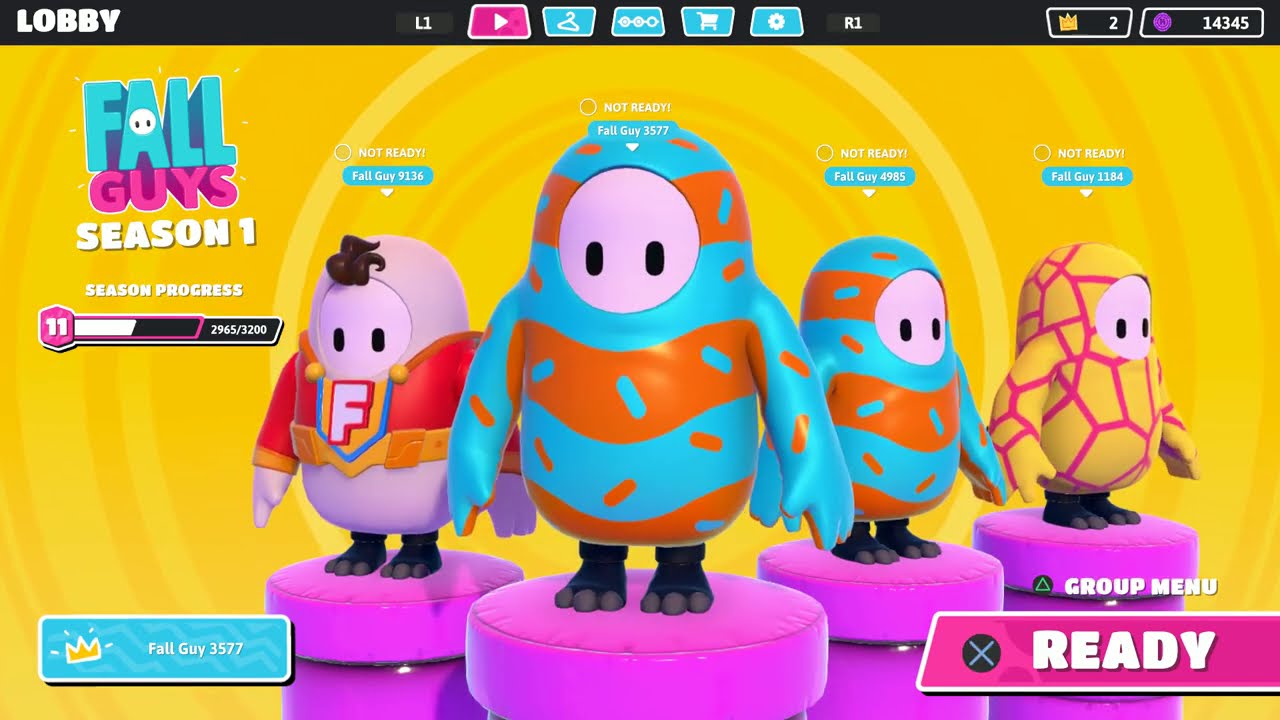 LOBBY
L1
R1
2
14345
FALL
GUYS
SEASON 1
SEASON PROGRESS
11
2965/3200
NOT READY!
Fall Guy 9136
NOT READY!
Fall Guy 3577
NOT READY!
Fall Guy 4985
NOT READY!
Fall Guy 1184
F
Fall Guy 3577
GROUP MENU
READY